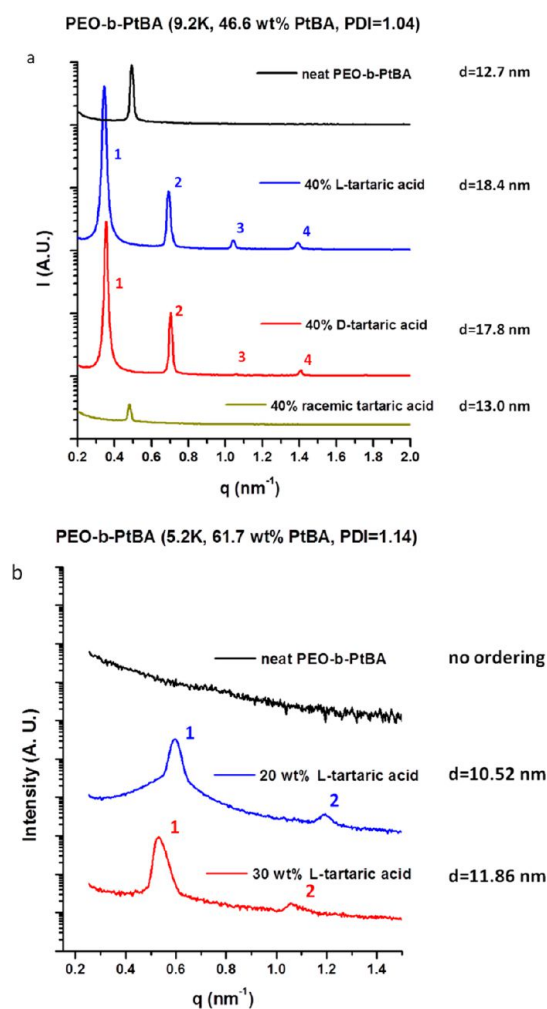 PEO-b-PtBA (9.2K, 46.6 wt% PtBA, PDI=1.04)
a
neat PEO-b-PtBA
d=12.7 nm
1
2
3
4
40% L-tartaric acid
d=18.4 nm
1
2
3
4
40% D-tartaric acid
d=17.8 nm
40% racemic tartaric acid
d=13.0 nm
I (A.U.)
0.2 0.4 0.6 0.8 1.0 1.2 1.4 1.6 1.8 2.0
q (nm⁻¹)
PEO-b-PtBA (5.2K, 61.7 wt% PtBA, PDI=1.14)
b
neat PEO-b-PtBA
no ordering
1
2
20 wt% L-tartaric acid
d=10.52 nm
1
2
30 wt% L-tartaric acid
d=11.86 nm
Intensity (A. U.)
0.2 0.4 0.6 0.8 1.0 1.2 1.4
q (nm⁻¹)